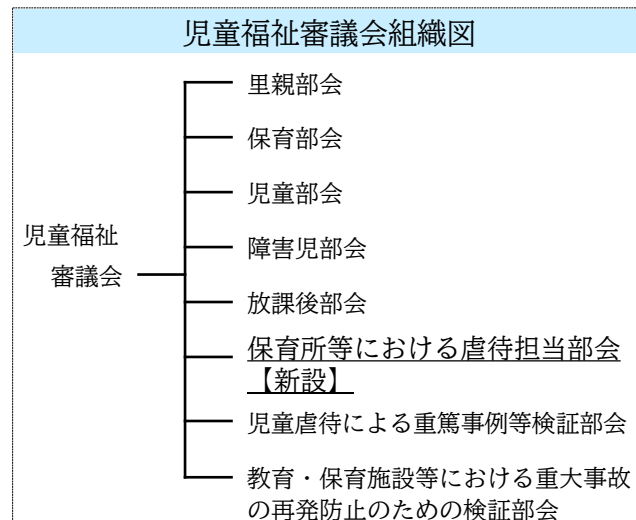 児童福祉審議会組織図
里親部会
保育部会
児童部会
障害児部会
児童福祉
審議会
放課後部会
保育所等における虐待担当部会
【新設】
児童虐待による重篤事例等検証部会
教育・保育施設等における重大事故
の再発防止のための検証部会